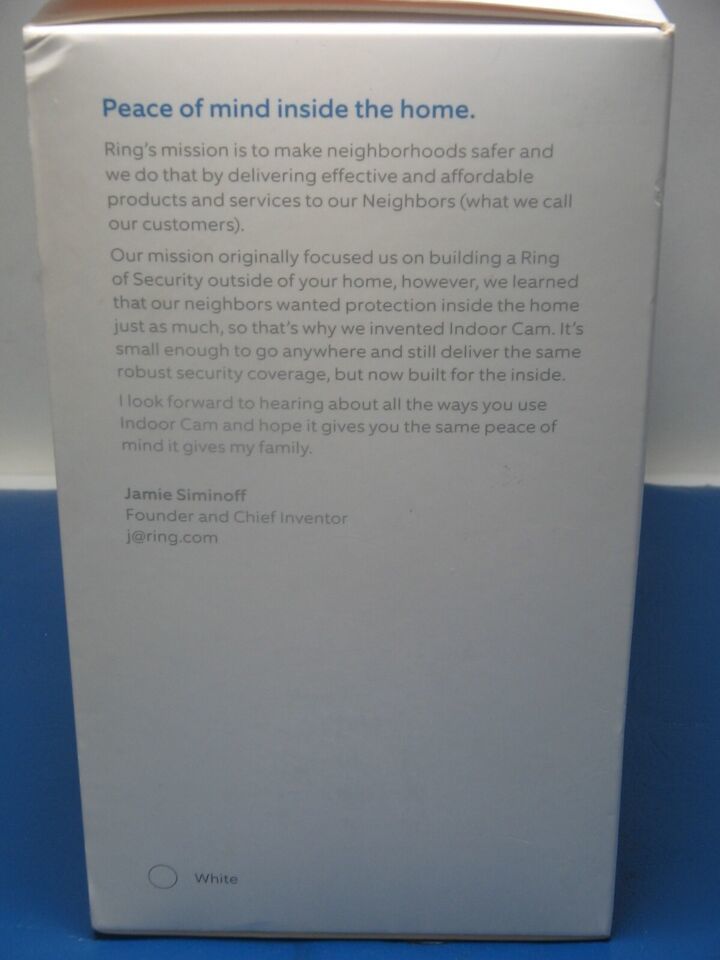 Peace of mind inside the home.
Ring's mission is to make neighborhoods safer and
we do that by delivering effective and affordable
products and services to our Neighbors (what we call
our customers).
Our mission originally focused us on building a Ring
of Security outside of your home, however, we learned
that our neighbors wanted protection inside the home
just as much, so that's why we invented Indoor Cam. It's
small enough to go anywhere and still deliver the same
robust security coverage, but now built for the inside.
I look forward to hearing about all the ways you use
Indoor Cam and hope it gives you the same peace of
mind it gives my family.
Jamie Siminoff
Founder and Chief Inventor
j@ring.com
White